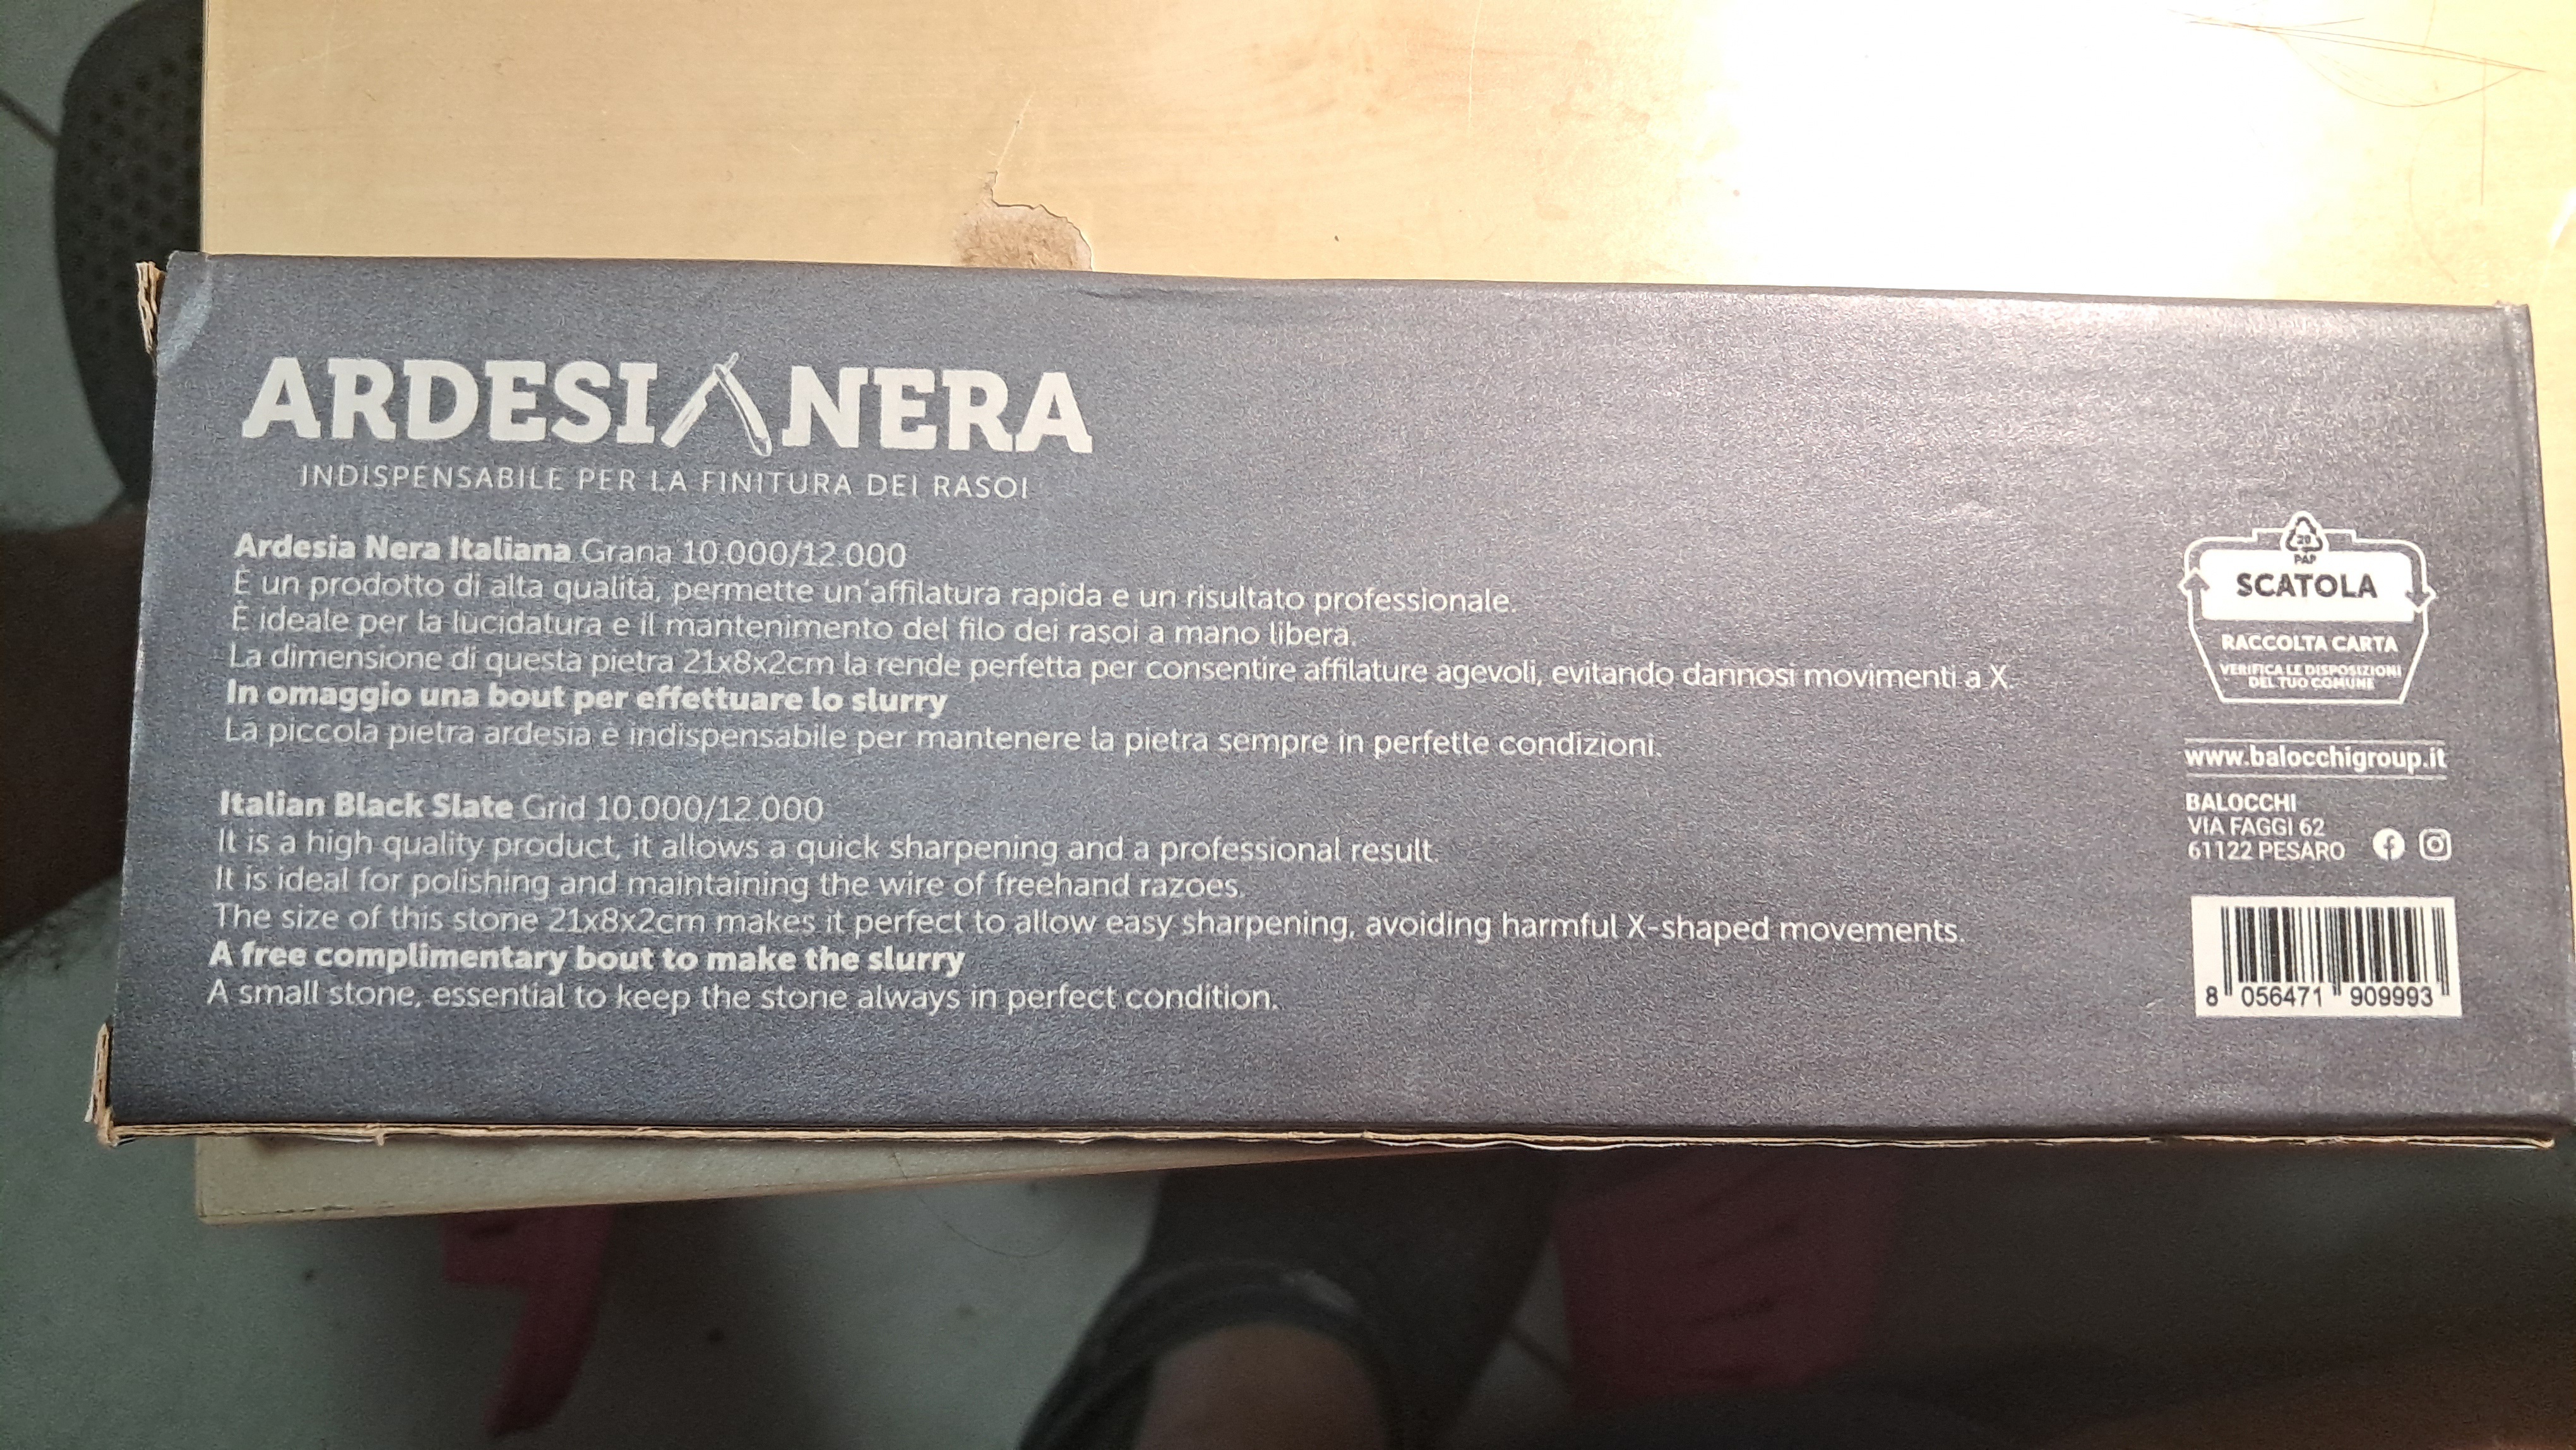 ARDESIANERA
INDISPENSABILE PER LA FINITURA DEI RASOI
Ardesia Nera Italiana Grana 10.000/12.000
È un prodotto di alta qualità, permette un'affilatura rapida e un risultato professionale.
È ideale per la lucidatura e il mantenimento del filo dei rasoi a mano libera.
La dimensione di questa pietra 21x8x2cm la rende perfetta per consentire affilature agevoli, evitando dannosi movimenti a X.
In omaggio una bout per effettuare lo slurry
La piccola pietra ardesia è indispensabile per mantenere la pietra sempre in perfette condizioni.
Italian Black Slate Grid 10.000/12.000
It is a high quality product, it allows a quick sharpening and a professional result.
It is ideal for polishing and maintaining the wire of freehand razoes.
The size of this stone 21x8x2cm makes it perfect to allow easy sharpening, avoiding harmful X-shaped movements.
A free complimentary bout to make the slurry
A small stone, essential to keep the stone always in perfect condition.
20
PAP
SCATOLA
RACCOLTA CARTA
VERIFICA LE DISPOSIZIONI
DEL TUO COMUNE
www.balocchigroup.it
BALOCCHI
VIA FAGGI 62
61122 PESARO
8 056471 909993